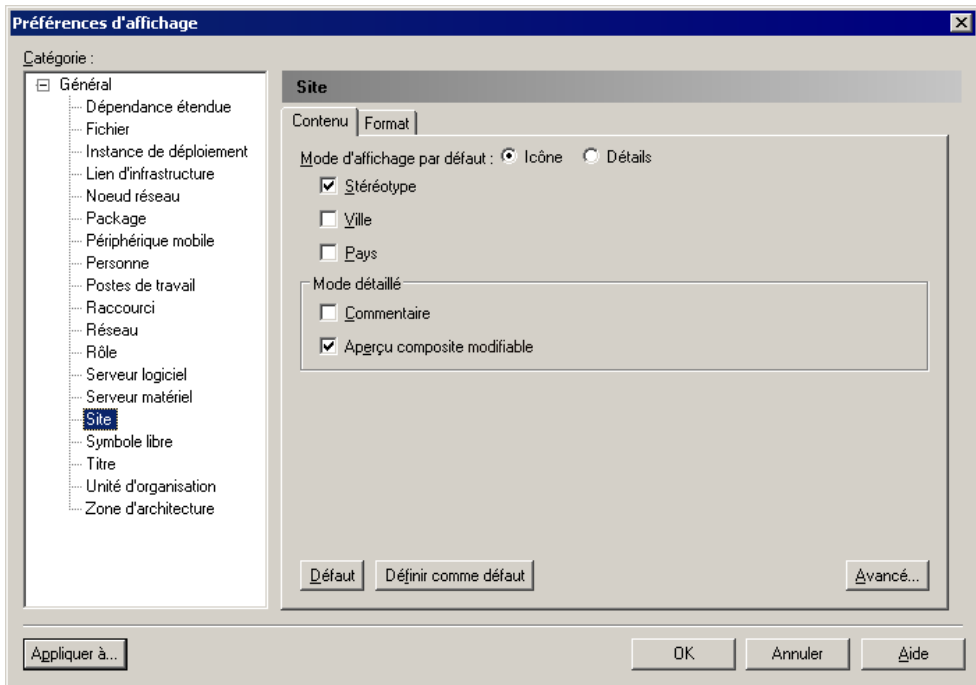 Préférences d'affichage
Catégorie :
Général
Dépendance étendue
Fichier
Instance de déploiement
Lien d'infrastructure
Noeud réseau
Package
Périphérique mobile
Personne
Postes de travail
Raccourci
Réseau
Rôle
Serveur logiciel
Serveur matériel
Site
Symbole libre
Titre
Unité d'organisation
Zone d'architecture
Site
Contenu Format
Mode d'affichage par défaut : Icône Détails
Stéréotype
Ville
Pays
Mode détaillé
Commentaire
Aperçu composite modifiable
Défaut Définir comme défaut Avancé...
Appliquer à... OK Annuler Aide